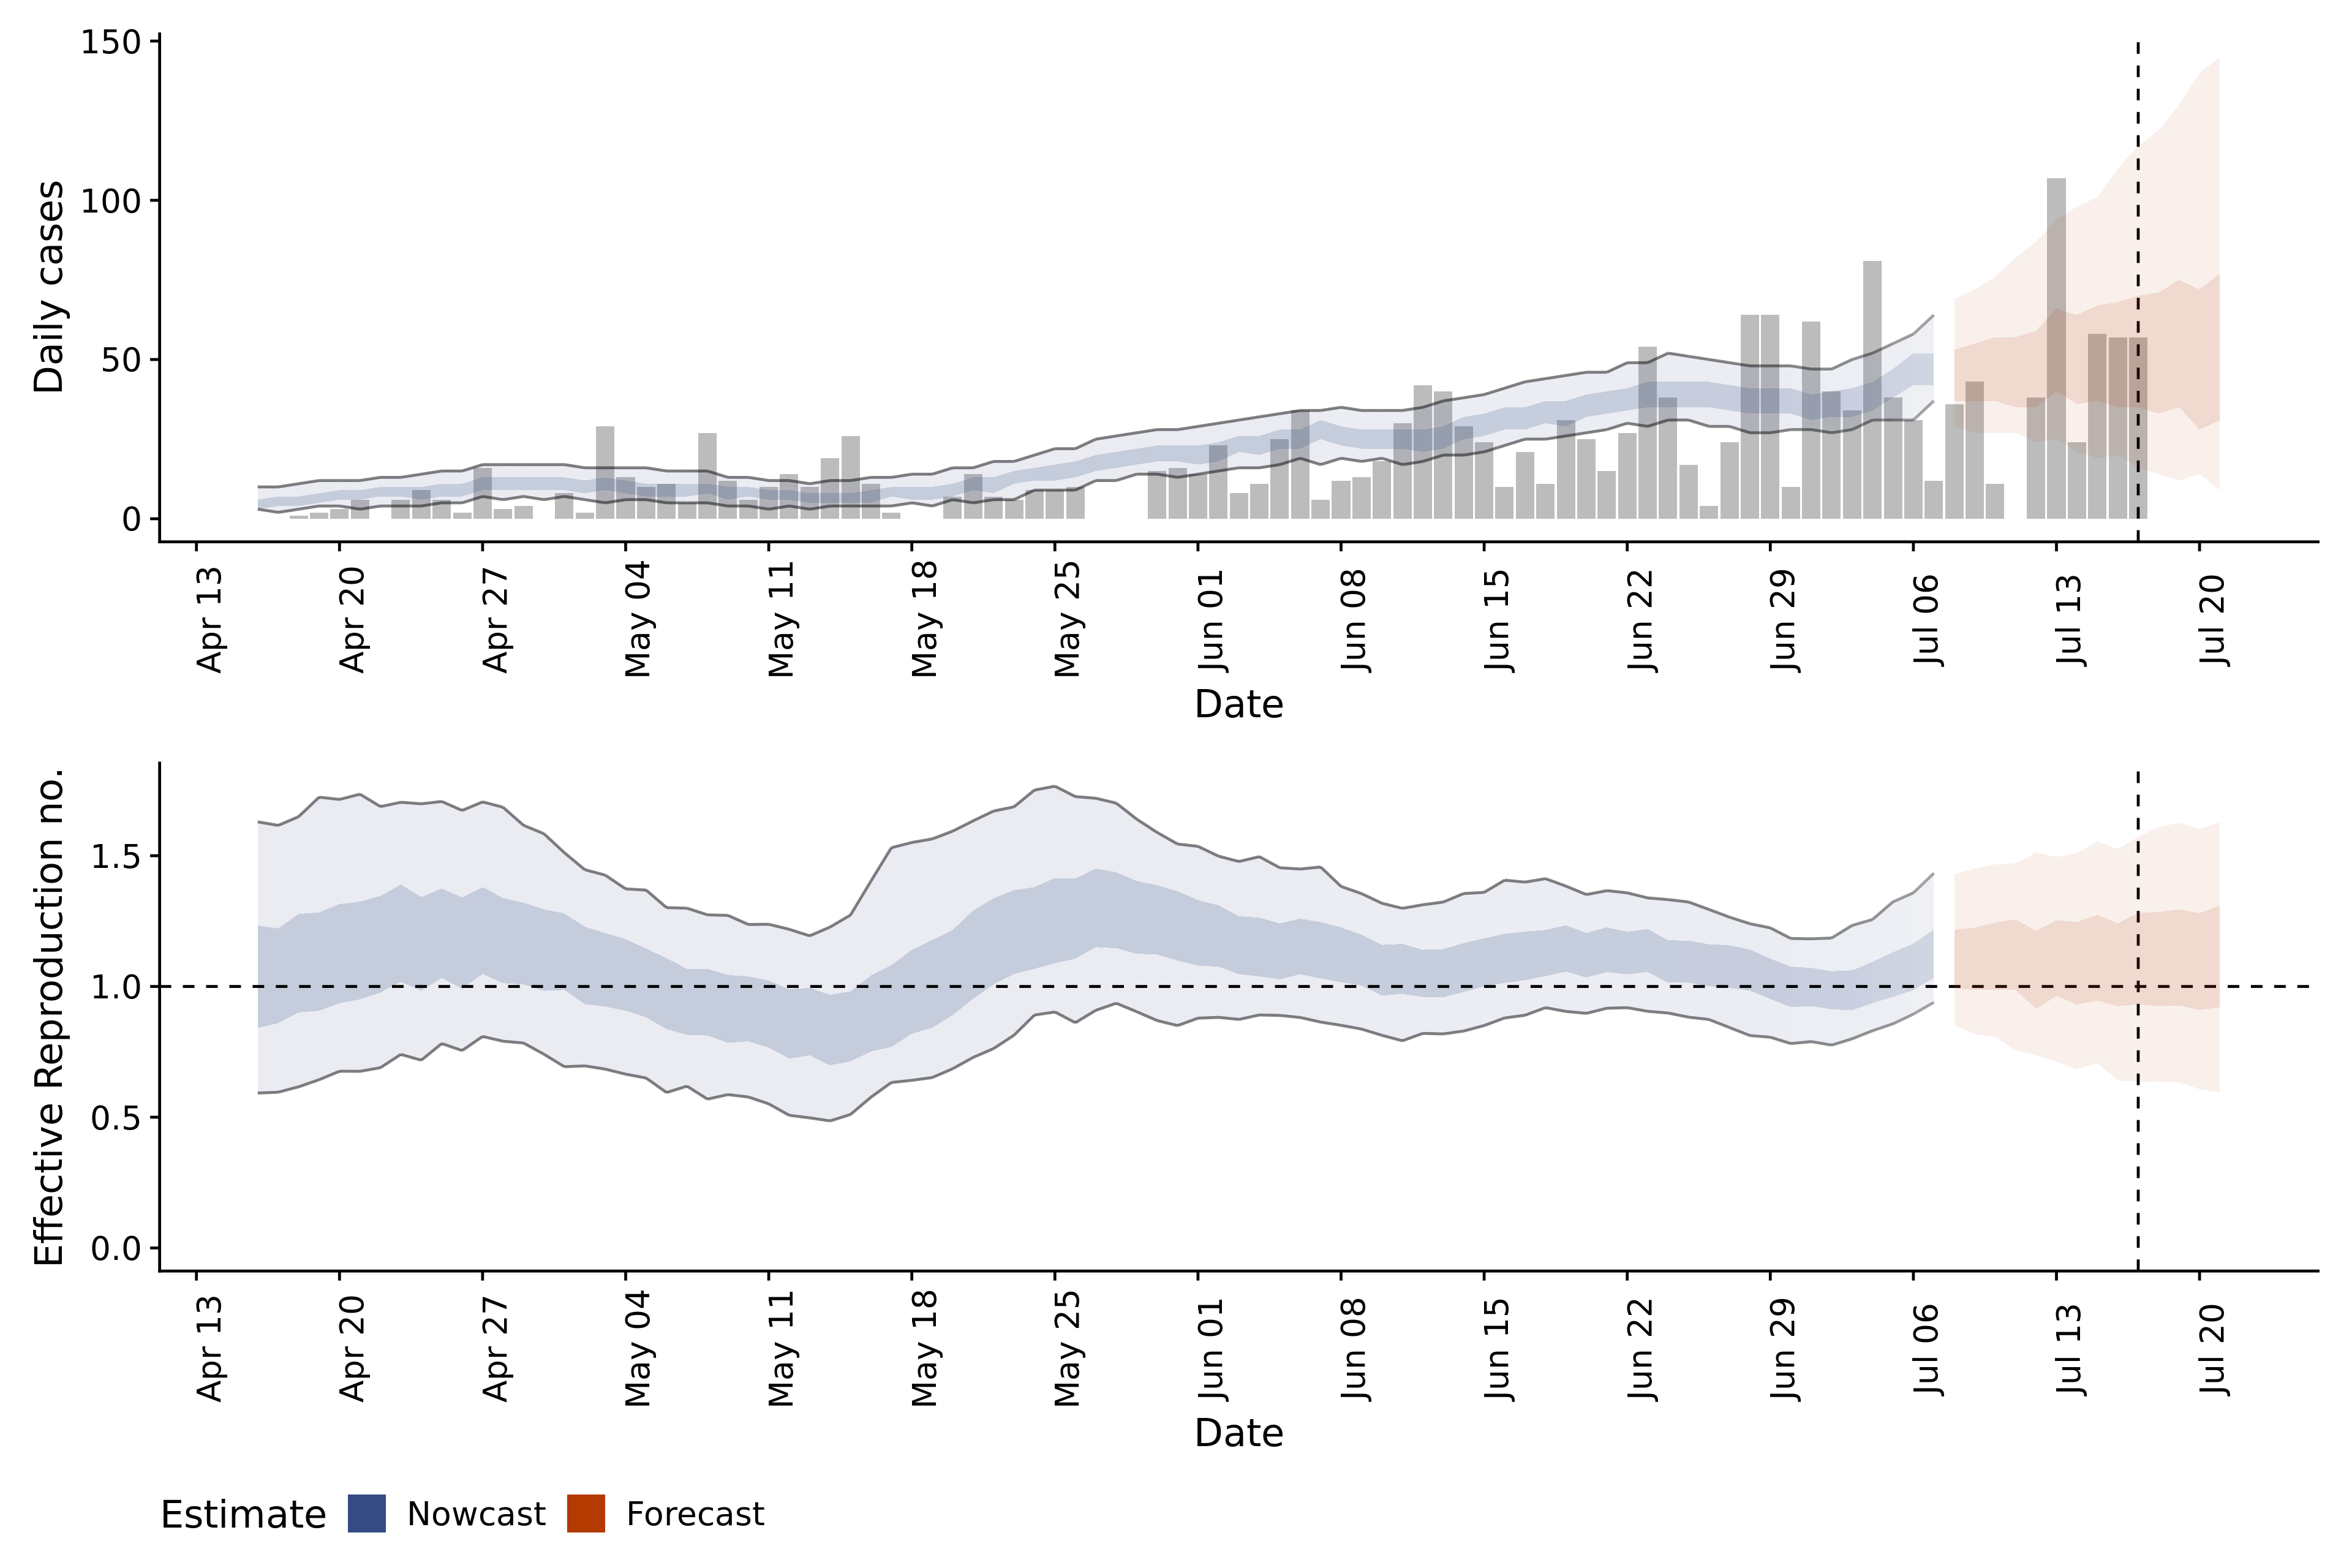 150
100
50
0
Daily cases
Apr 13
Apr 20
Apr 27
May 04
May 11
May 18
May 25
Jun 01
Jun 08
Jun 15
Jun 22
Jun 29
Jul 06
Jul 13
Jul 20
Date
1.5
1.0
0.5
0.0
Effective Reproduction no.
Apr 13
Apr 20
Apr 27
May 04
May 11
May 18
May 25
Jun 01
Jun 08
Jun 15
Jun 22
Jun 29
Jul 06
Jul 13
Jul 20
Date
Estimate Nowcast Forecast